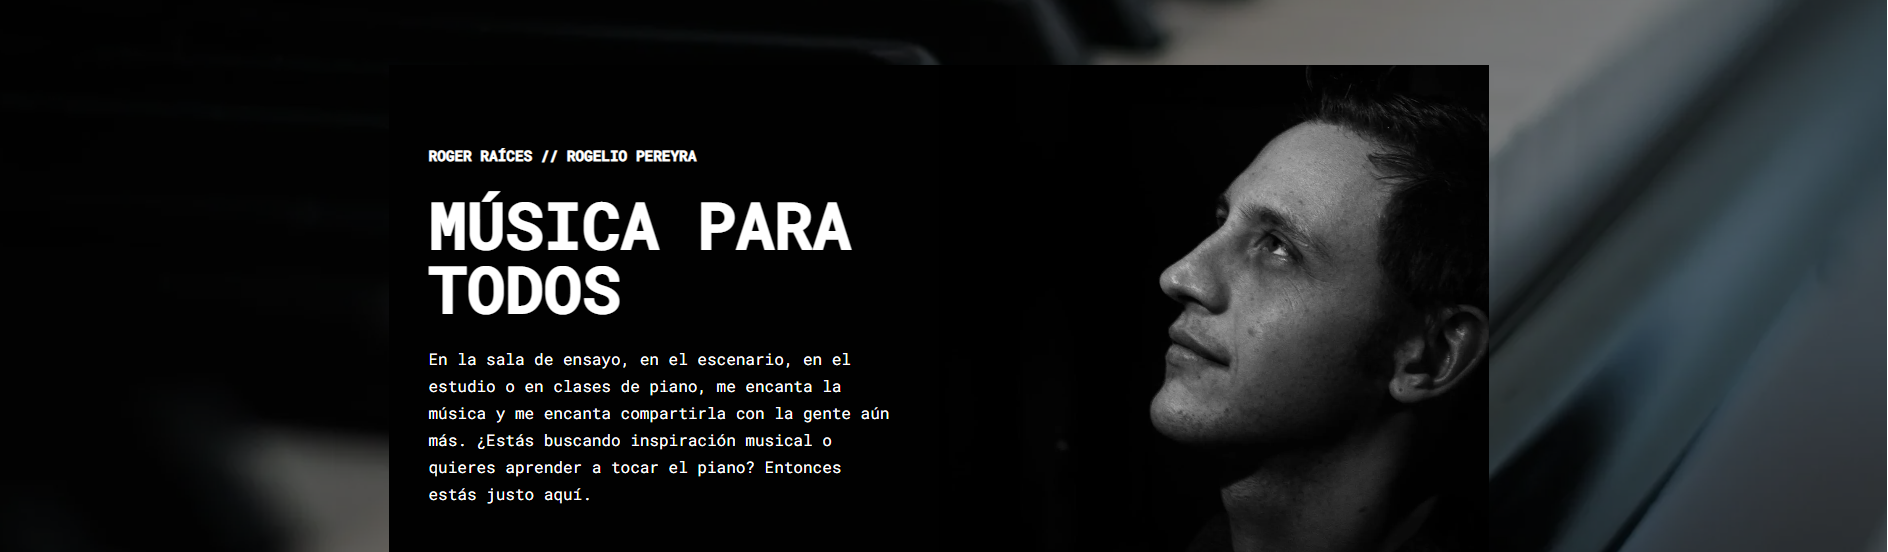 ROGER RAÍCES // ROGELIO PEREYRA
MÚSICA PARA
TODOS
En la sala de ensayo, en el escenario, en el
estudio o en clases de piano, me encanta la
música y me encanta compartirla con la gente aún
más. ¿Estás buscando inspiración musical o
quieres aprender a tocar el piano? Entonces
estás justo aquí.